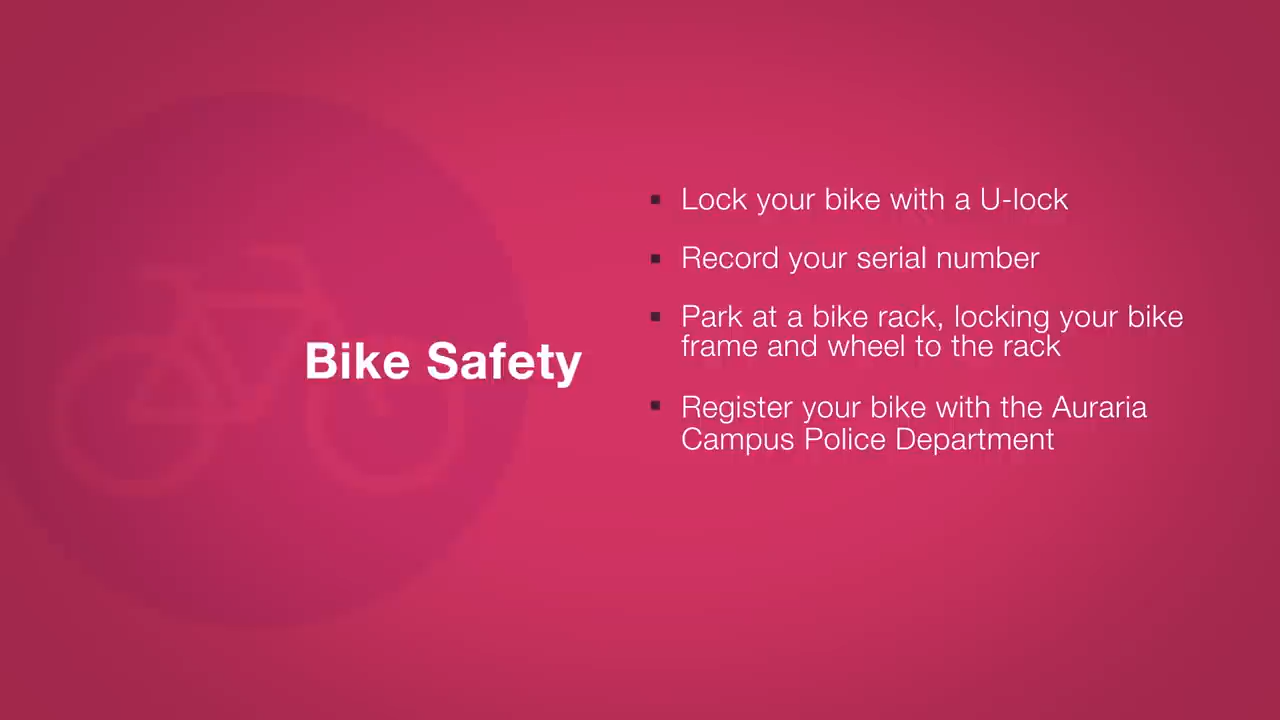 Bike Safety
Lock your bike with a U-lock
Record your serial number
Park at a bike rack, locking your bike
frame and wheel to the rack
Register your bike with the Auraria
Campus Police Department